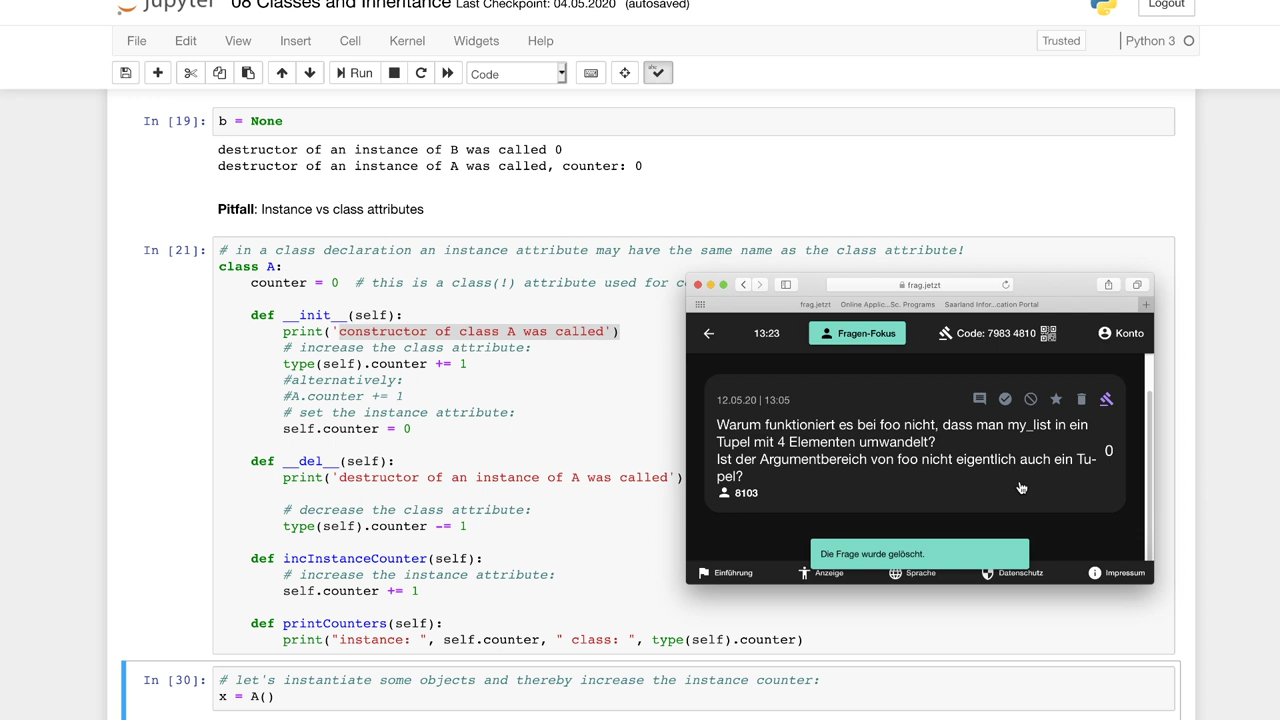 jupyter 08 Classes and Inheritance Last Checkpoint: 04.05.2020 (autosaved)
Logout
File Edit View Insert Cell Kernel Widgets Help
Trusted
Python 3
Run
Code
In [19]: b = None
destructor of an instance of B was called 0
destructor of an instance of A was called, counter: 0
Pitfall: Instance vs class attributes
In [21]: # in a class declaration an instance attribute may have the same name as the class attribute!
class A:
counter = 0 # this is a class(!) attribute used for
def __init__(self):
print('constructor of class A was called')
# increase the class attribute:
type(self).counter += 1
#alternatively:
#A.counter += 1
# set the instance attribute:
self.counter = 0
def __del__(self):
print('destructor of an instance of A was called')
# decrease the class attribute:
type(self).counter -= 1
def incInstanceCounter(self):
# increase the instance attribute:
self.counter += 1
def printCounters(self):
print("instance: ", self.counter, " class: ", type(self).counter)
In [30]: # let's instantiate some objects and thereby increase the instance counter:
x = A()
frag.jetzt
frag.jetzt Online Applic...Sc. Programs Saarland Infor...cation Portal
13:23 Fragen-Fokus Code: 7983 4810 Konto
12.05.20 | 13:05
Warum funktioniert es bei foo nicht, dass man my_list in ein
Tupel mit 4 Elementen umwandelt?
Ist der Argumentbereich von foo nicht eigentlich auch ein Tu-
pel?
0
8103
Die Frage wurde gelöscht.
Einführung Anzeige Sprache Datenschutz Impressum